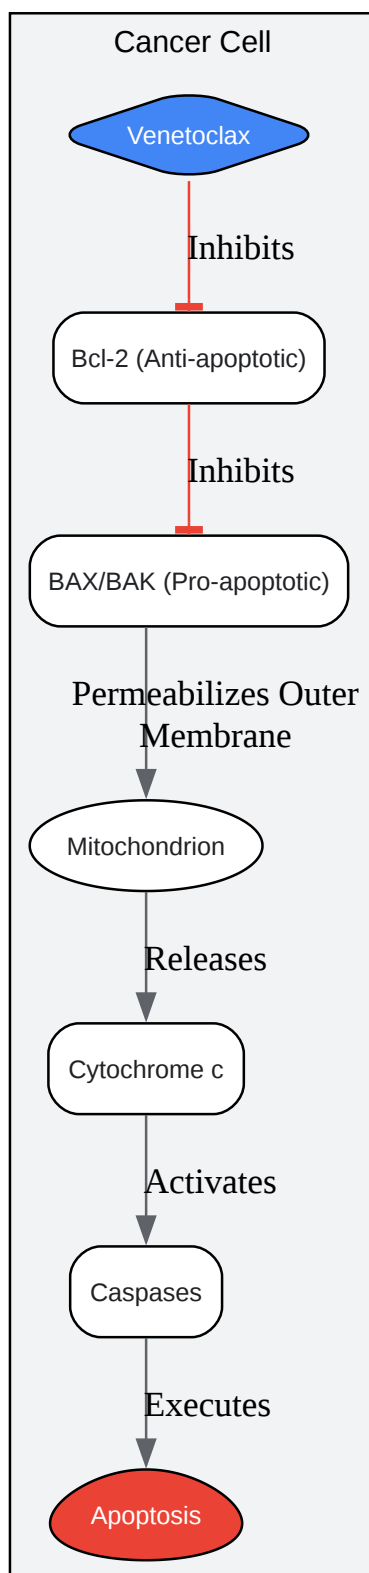 Cancer Cell
Venetoclax
Inhibits
Bcl-2 (Anti-apoptotic)
Inhibits
BAX/BAK (Pro-apoptotic)
Permeabilizes Outer
Membrane
Mitochondrion
Releases
Cytochrome c
Activates
Caspases
Executes
Apoptosis